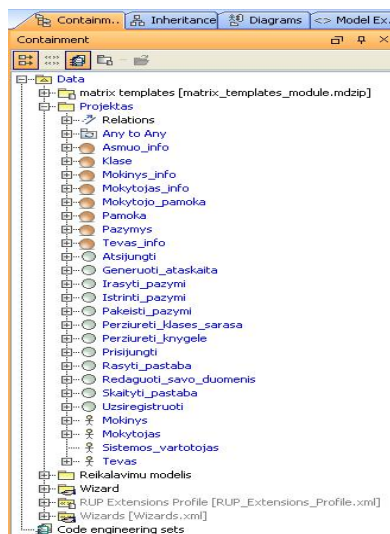 Containm.. Inheritance Diagrams <> Model Ex.
Containment
Data
matrix templates [matrix_templates_module.mdzip]
Projektas
Relations
Any to Any
Asmuo_info
Klase
Mokinys_info
Mokytojas_info
Mokytojo_pamoka
Pamoka
Pazymys
Tevas_info
Atsijungti
Generuoti_ataskaita
Irasyti_pazymi
Istrinti_pazymi
Pakeisti_pazymi
Perziureti_klases_sarasa
Perziureti_knygele
Prisijungti
Rasyti_pastaba
Redaguoti_savo_duomenis
Skaityti_pastaba
Uzsiregistruoti
Mokinys
Mokytojas
Sistemos_vartotojas
Tevas
Reikalavimu modelis
Wizard
RUP Extensions Profile [RUP_Extensions_Profile.xml]
Wizards [Wizards.xml]
Code engineering sets